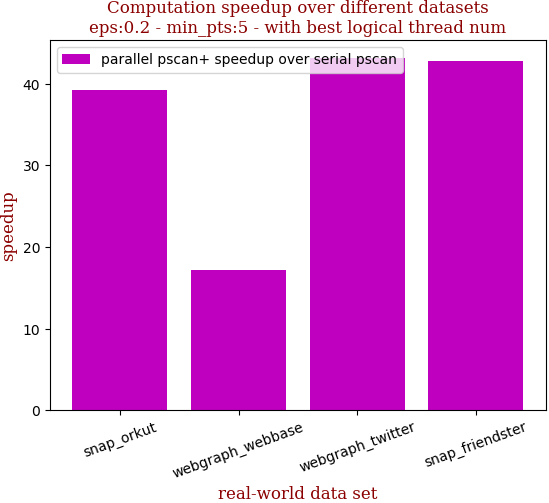 Computation speedup over different datasets
eps:0.2 - min_pts:5 - with best logical thread num
parallel pscan+ speedup over serial pscan
speedup
40
30
20
10
0
snap_orkut
webgraph_webbase
webgraph_twitter
snap_friendster
real-world data set